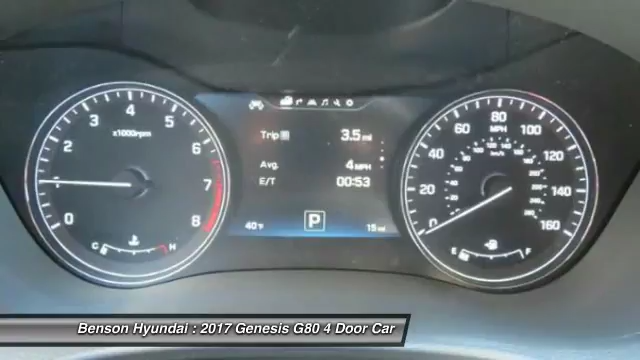 4
3
5
x1000rpm
2
6
1
7
0
8
C
H
Trip
3.5 mi
Avg.
4 MPH
E/T
00:53
40°F
P
15 mi
80
60
MPH
100
40
km/h
120
20
140
0
160
E
F
Benson Hyundai : 2017 Genesis G80 4 Door Car